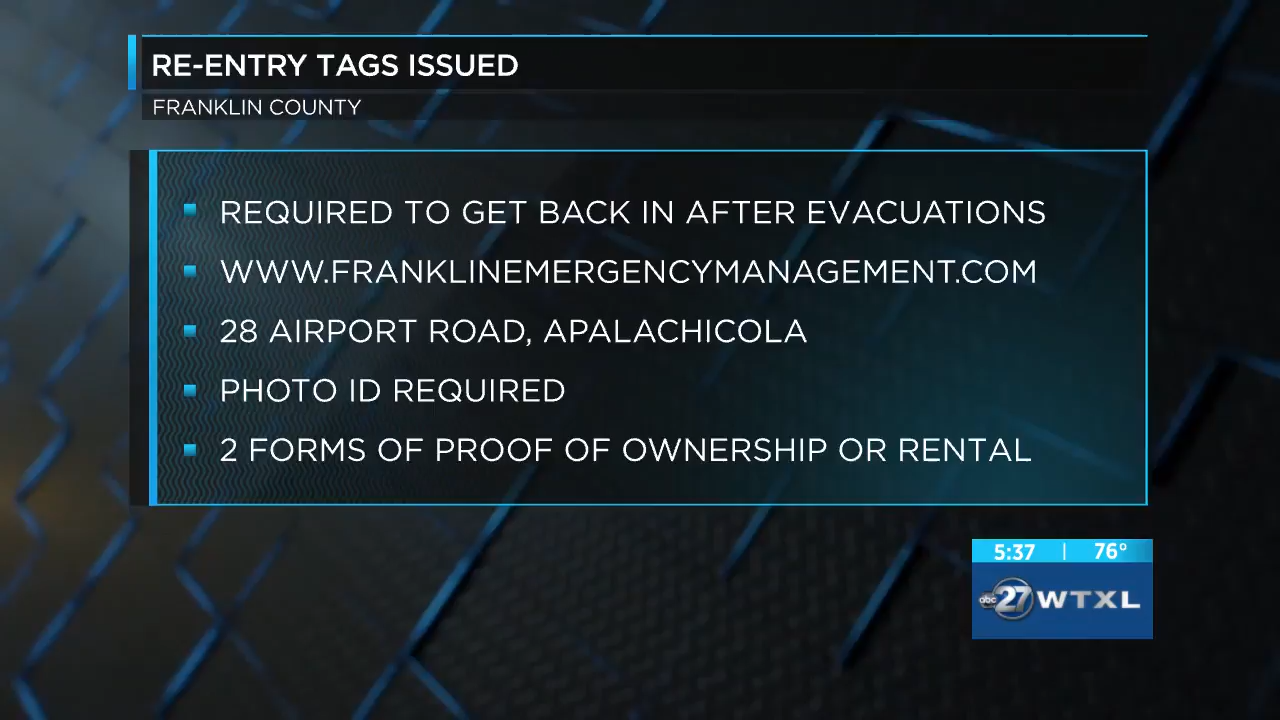 RE-ENTRY TAGS ISSUED
FRANKLIN COUNTY
REQUIRED TO GET BACK IN AFTER EVACUATIONS
WWW.FRANKLINEMERGENCYMANAGEMENT.COM
28 AIRPORT ROAD, APALACHICOLA
PHOTO ID REQUIRED
2 FORMS OF PROOF OF OWNERSHIP OR RENTAL
5:37 | 76°
abc 27 WTXL